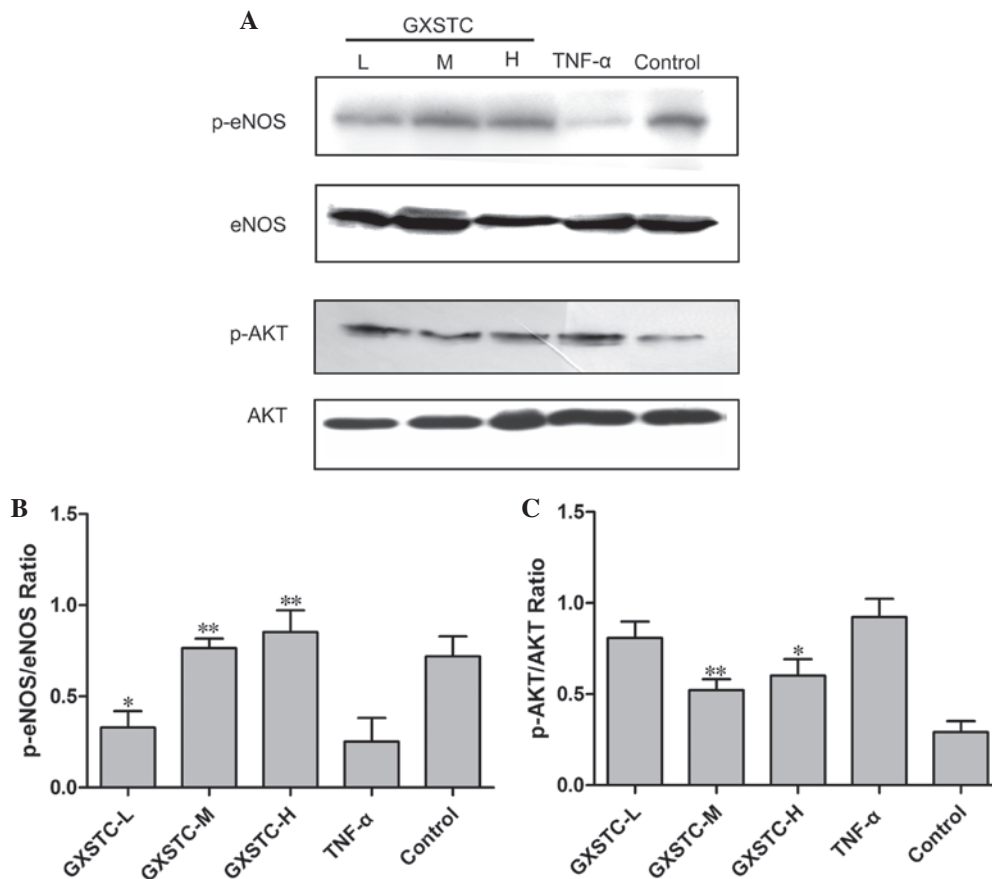 A
GXSTC
L M H TNF-α Control
p-eNOS
eNOS
p-AKT
AKT
B
p-eNOS/eNOS Ratio
1.5
1.0
0.5
0.0
*
**
**
GXSTC-L
GXSTC-M
GXSTC-H
TNF-α
Control
C
p-AKT/AKT Ratio
1.5
1.0
0.5
0.0
**
*
GXSTC-L
GXSTC-M
GXSTC-H
TNF-α
Control